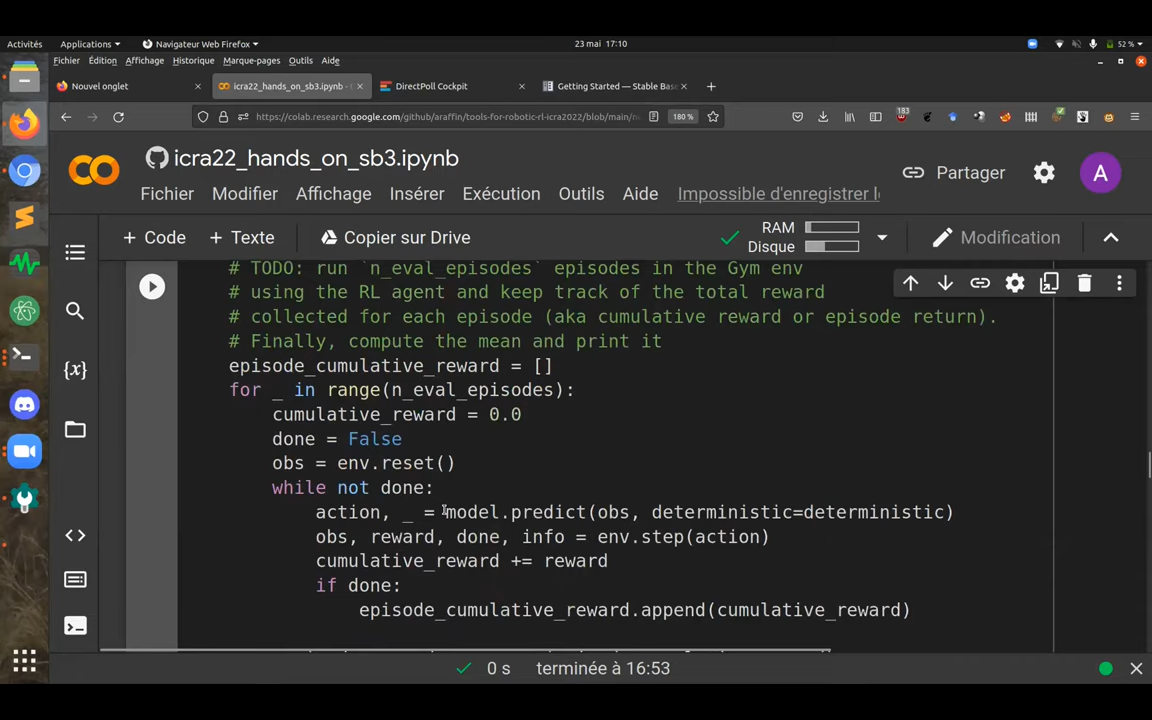 Activités Applications Navigateur Web Firefox 23 mai 17:10 52 %
Fichier Édition Affichage Historique Marque-pages Outils Aide
Nouvel onglet icra22_hands_on_sb3.ipynb - DirectPoll Cockpit Getting Started — Stable Base
https://colab.research.google.com/github/araffin/tools-for-robotic-rl-icra2022/blob/main/n 180 % 183
icra22_hands_on_sb3.ipynb
Partager A
Fichier Modifier Affichage Insérer Exécution Outils Aide Impossible d'enregistrer l
+ Code + Texte Copier sur Drive RAM Disque Modification
# TODO: run `n_eval_episodes` episodes in the Gym env
# using the RL agent and keep track of the total reward
# collected for each episode (aka cumulative reward or episode return).
# Finally, compute the mean and print it
episode_cumulative_reward = []
for _ in range(n_eval_episodes):
cumulative_reward = 0.0
done = False
obs = env.reset()
while not done:
action, _ = model.predict(obs, deterministic=deterministic)
obs, reward, done, info = env.step(action)
cumulative_reward += reward
if done:
episode_cumulative_reward.append(cumulative_reward)
0 s terminée à 16:53